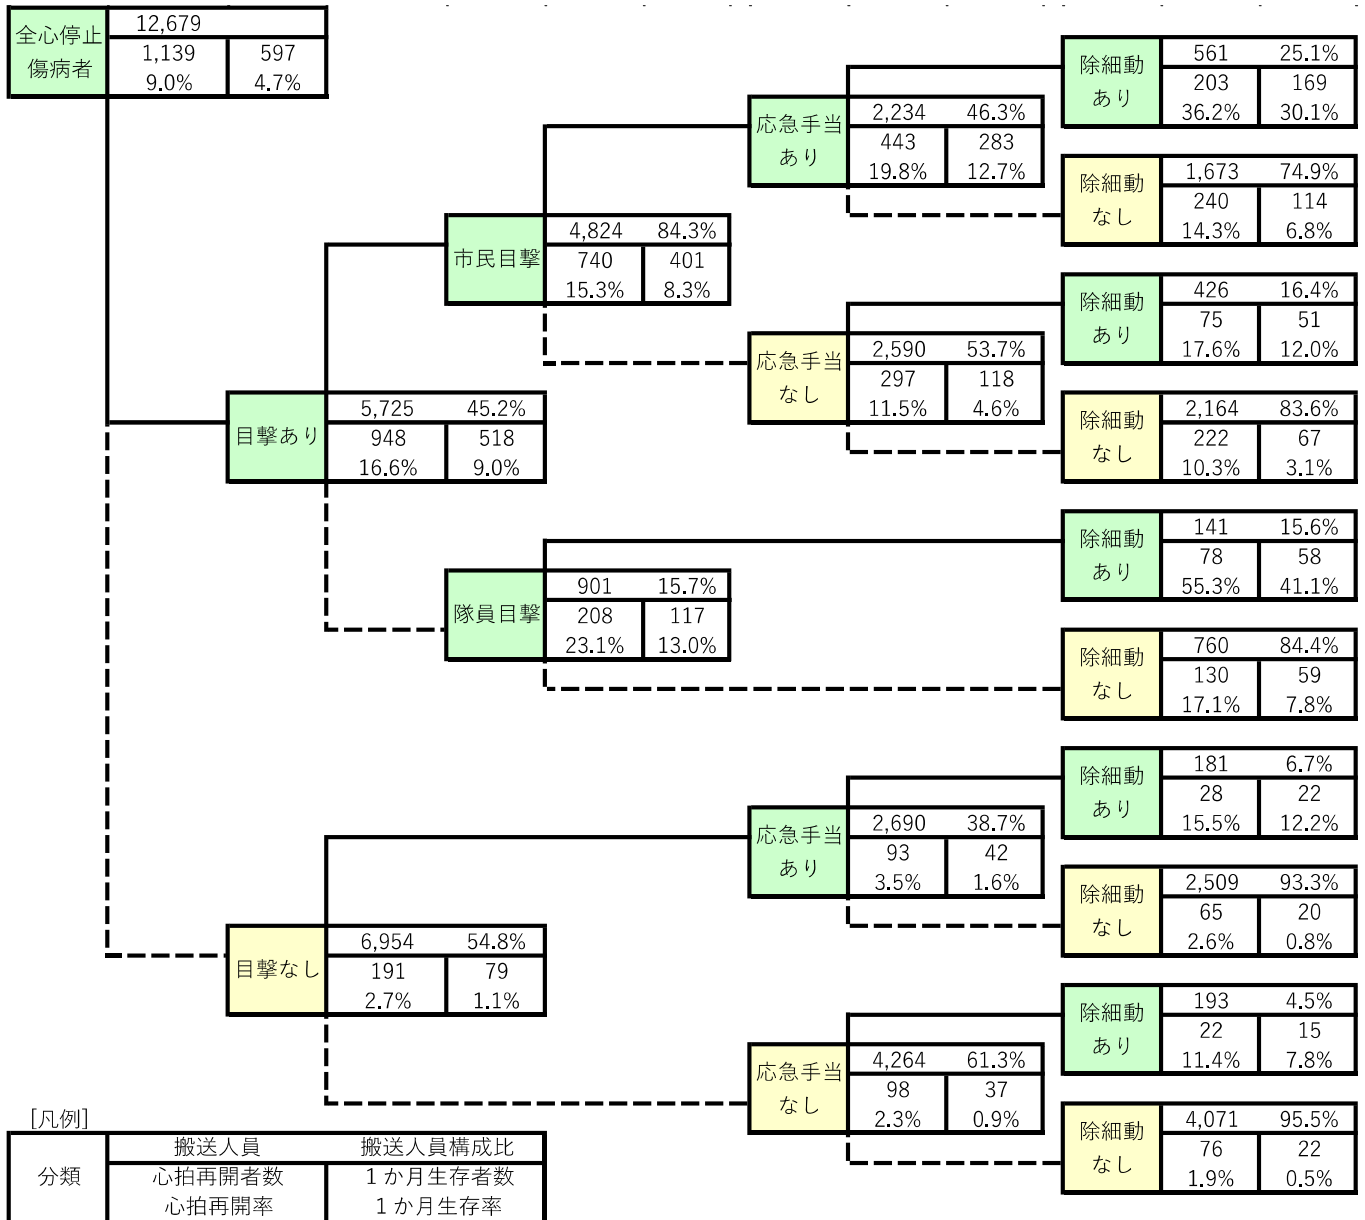 全心停止
傷病者
12,679
1,139 597
9.0% 4.7%
目撃あり
5,725 45.2%
948 518
16.6% 9.0%
市民目撃
4,824 84.3%
740 401
15.3% 8.3%
応急手当
あり
2,234 46.3%
443 283
19.8% 12.7%
除細動
あり
561 25.1%
203 169
36.2% 30.1%
除細動
なし
1,673 74.9%
240 114
14.3% 6.8%
応急手当
なし
2,590 53.7%
297 118
11.5% 4.6%
除細動
あり
426 16.4%
75 51
17.6% 12.0%
除細動
なし
2,164 83.6%
222 67
10.3% 3.1%
隊員目撃
901 15.7%
208 117
23.1% 13.0%
除細動
あり
141 15.6%
78 58
55.3% 41.1%
除細動
なし
760 84.4%
130 59
17.1% 7.8%
目撃なし
6,954 54.8%
191 79
2.7% 1.1%
応急手当
あり
2,690 38.7%
93 42
3.5% 1.6%
除細動
あり
181 6.7%
28 22
15.5% 12.2%
除細動
なし
2,509 93.3%
65 20
2.6% 0.8%
応急手当
なし
4,264 61.3%
98 37
2.3% 0.9%
除細動
あり
193 4.5%
22 15
11.4% 7.8%
除細動
なし
4,071 95.5%
76 22
1.9% 0.5%
[凡例]
分類
搬送人員 搬送人員構成比
心拍再開者数 1か月生存者数
心拍再開率 1か月生存率